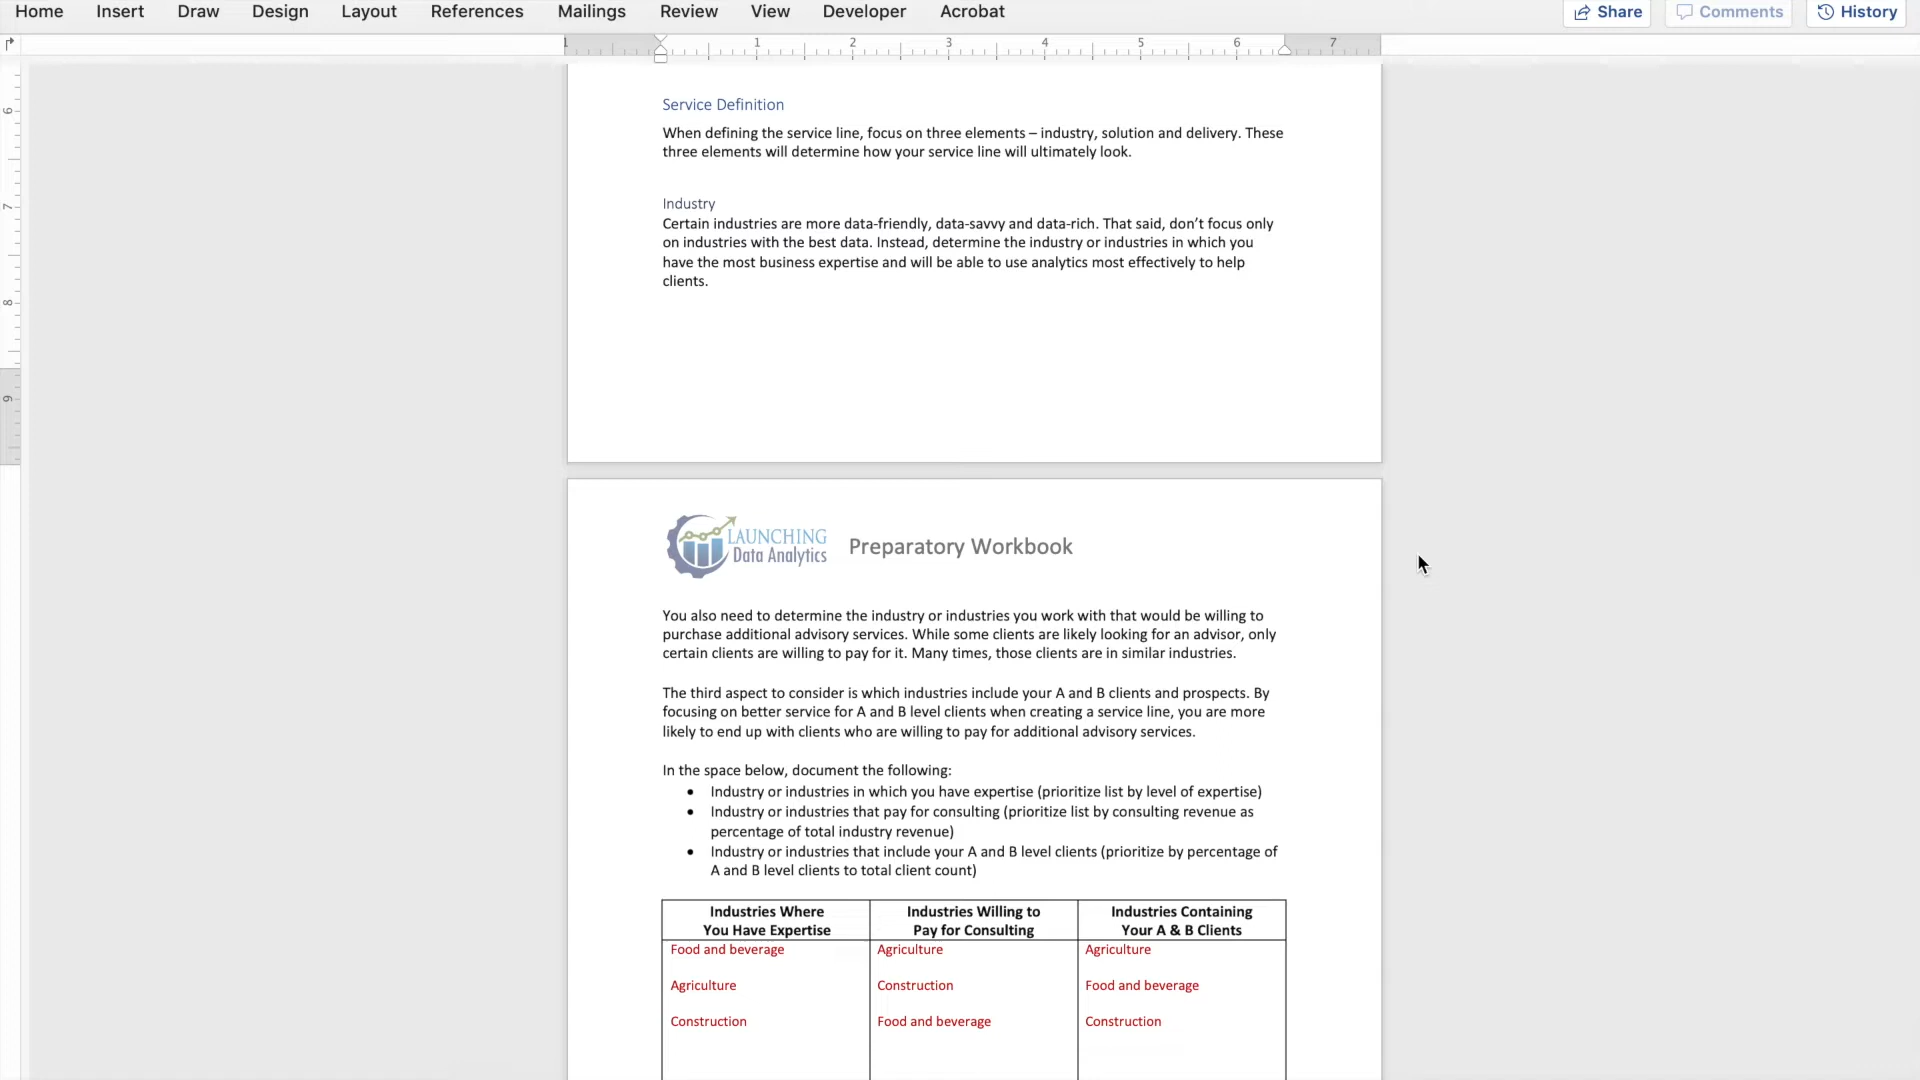 Home Insert Draw Design Layout References Mailings Review View Developer Acrobat Share Comments History
1 1 2 3 4 5 6 7
6
7
8
9
Service Definition
When defining the service line, focus on three elements – industry, solution and delivery. These
three elements will determine how your service line will ultimately look.
Industry
Certain industries are more data-friendly, data-savvy and data-rich. That said, don’t focus only
on industries with the best data. Instead, determine the industry or industries in which you
have the most business expertise and will be able to use analytics most effectively to help
clients.
LAUNCHING
Data Analytics
Preparatory Workbook
You also need to determine the industry or industries you work with that would be willing to
purchase additional advisory services. While some clients are likely looking for an advisor, only
certain clients are willing to pay for it. Many times, those clients are in similar industries.
The third aspect to consider is which industries include your A and B clients and prospects. By
focusing on better service for A and B level clients when creating a service line, you are more
likely to end up with clients who are willing to pay for additional advisory services.
In the space below, document the following:
• Industry or industries in which you have expertise (prioritize list by level of expertise)
• Industry or industries that pay for consulting (prioritize list by consulting revenue as
percentage of total industry revenue)
• Industry or industries that include your A and B level clients (prioritize by percentage of
A and B level clients to total client count)
Industries Where Industries Willing to Industries Containing
You Have Expertise Pay for Consulting Your A & B Clients
Food and beverage Agriculture Agriculture
Agriculture Construction Food and beverage
Construction Food and beverage Construction